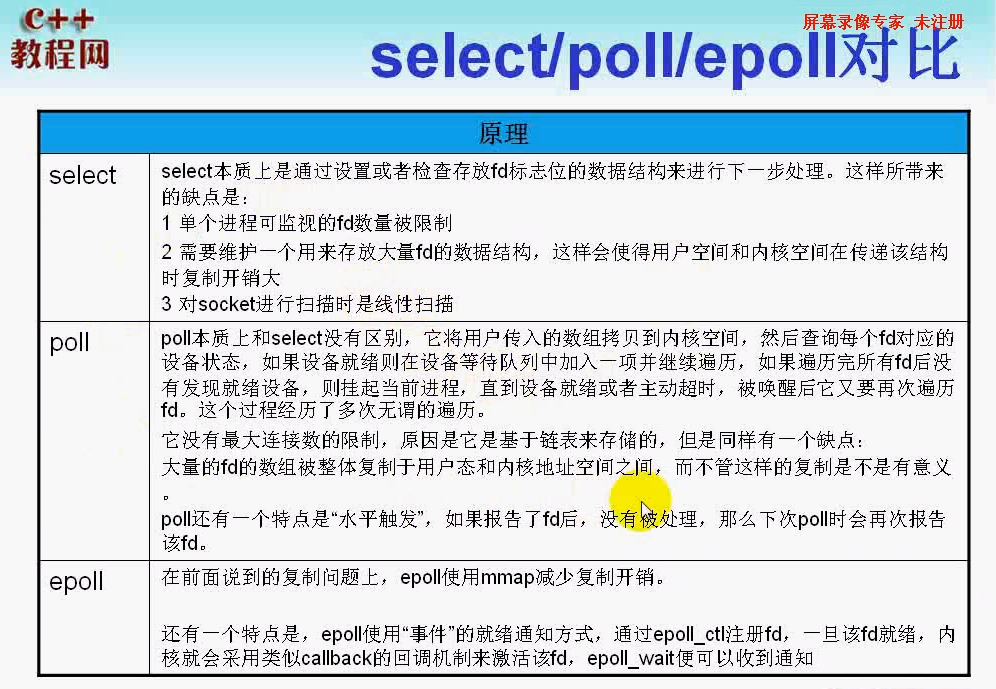 C++
教程网
屏幕录像专家 未注册
select/poll/epoll对比
原理
select
select本质上是通过设置或者检查存放fd标志位的数据结构来进行下一步处理。这样所带来
的缺点是：
1 单个进程可监视的fd数量被限制
2 需要维护一个用来存放大量fd的数据结构，这样会使得用户空间和内核空间在传递该结构
时复制开销大
3 对socket进行扫描时是线性扫描
poll
poll本质上和select没有区别，它将用户传入的数组拷贝到内核空间，然后查询每个fd对应的
设备状态，如果设备就绪则在设备等待队列中加入一项并继续遍历，如果遍历完所有fd后没
有发现就绪设备，则挂起当前进程，直到设备就绪或者主动超时，被唤醒后它又要再次遍历
fd。这个过程经历了多次无谓的遍历。
它没有最大连接数的限制，原因是它是基于链表来存储的，但是同样有一个缺点：
大量的fd的数组被整体复制于用户态和内核地址空间之间，而不管这样的复制是不是有意义
。
poll还有一个特点是“水平触发”，如果报告了fd后，没有被处理，那么下次poll时会再次报告
该fd。
epoll
在前面说到的复制问题上，epoll使用mmap减少复制开销。
还有一个特点是，epoll使用“事件”的就绪通知方式，通过epoll_ctl注册fd，一旦该fd就绪，内
核就会采用类似callback的回调机制来激活该fd，epoll_wait便可以收到通知